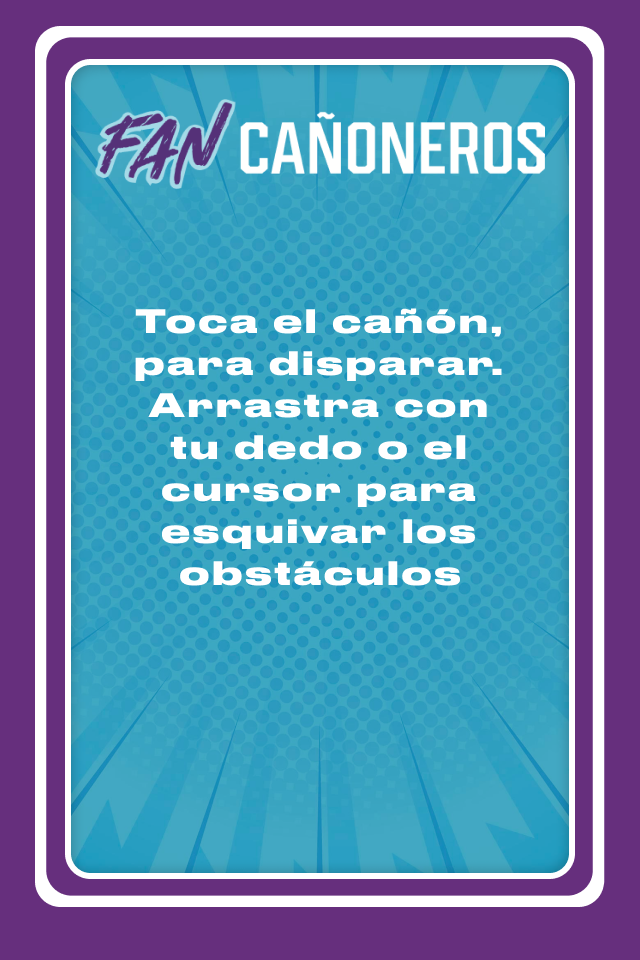 FAN CAÑONEROS
Toca el cañón,
para disparar.
Arrastra con
tu dedo o el
cursor para
esquivar los
obstáculos